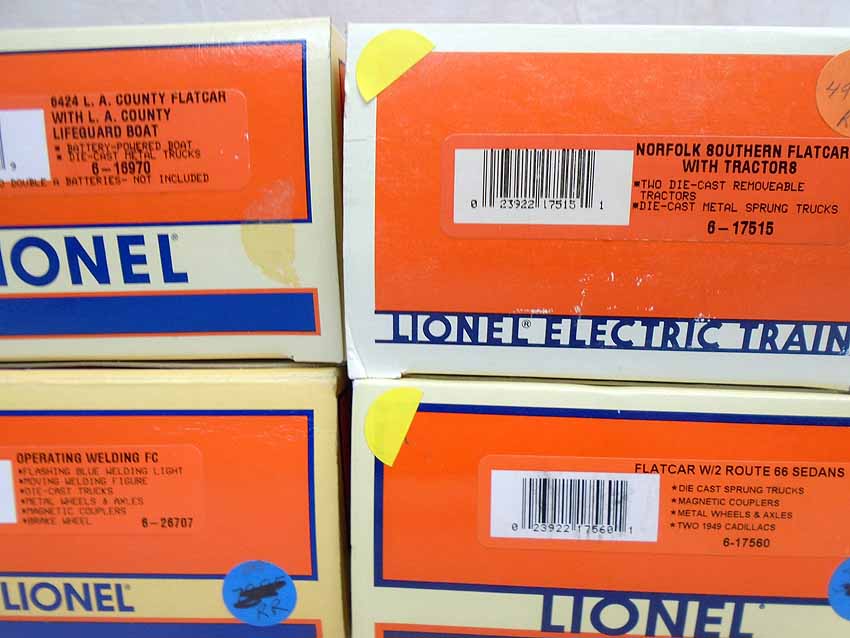 6424 L. A. COUNTY FLATCAR
WITH L. A. COUNTY
LIFEGUARD BOAT
* BATTERY-POWERED BOAT
* DIE-CAST METAL TRUCKS
6-16970
DOUBLE A BATTERIES- NOT INCLUDED
9
IONEL®
NORFOLK SOUTHERN FLATCAR
WITH TRACTORS
*TWO DIE-CAST REMOVEABLE
TRACTORS
*DIE-CAST METAL SPRUNG TRUCKS
6-17515
0 23922 17515 1
49
LIONEL® ELECTRIC TRAIN
OPERATING WELDING FC
*FLASHING BLUE WELDING LIGHT
*MOVING WELDING FIGURE
*DIE-CAST TRUCKS
*METAL WHEELS & AXLES
*MAGNETIC COUPLERS
*BRAKE WHEEL
6-26707
LIONEL
RR
FLATCAR W/2 ROUTE 66 SEDANS
★DIE CAST SPRUNG TRUCKS
★MAGNETIC COUPLERS
★METAL WHEELS & AXLES
★TWO 1949 CADILLACS
6-17560
0 23922 17560 1
LIONEL